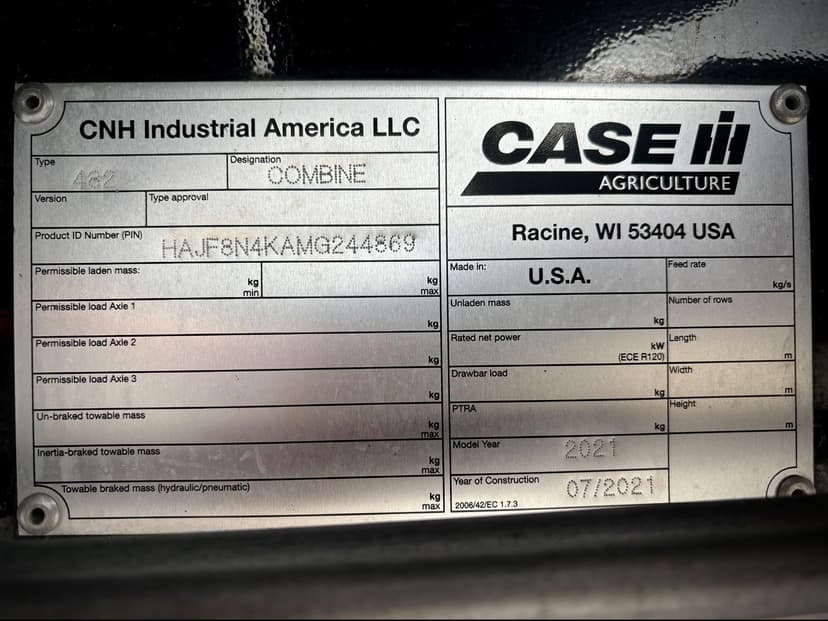 CNH Industrial America LLC
Type 482
Designation COMBINE
Version
Type approval
Product ID Number (PIN) HAJF8N4KAMG244869
Permissible laden mass:
kg min
kg max
Permissible load Axle 1
kg
Permissible load Axle 2
kg
Permissible load Axle 3
kg
Un-braked towable mass
kg max
Inertia-braked towable mass
kg max
Towable braked mass (hydraulic/pneumatic)
kg max
CASE IH
AGRICULTURE
Racine, WI 53404 USA
Made in: U.S.A.
Feed rate
kg/s
Unladen mass
kg
Number of rows
Rated net power
kW
(ECE R120)
Length
m
Drawbar load
kg
Width
m
PTRA
kg
Height
m
Model Year 2021
Year of Construction 07/2021
2006/42/EC 1.7.3